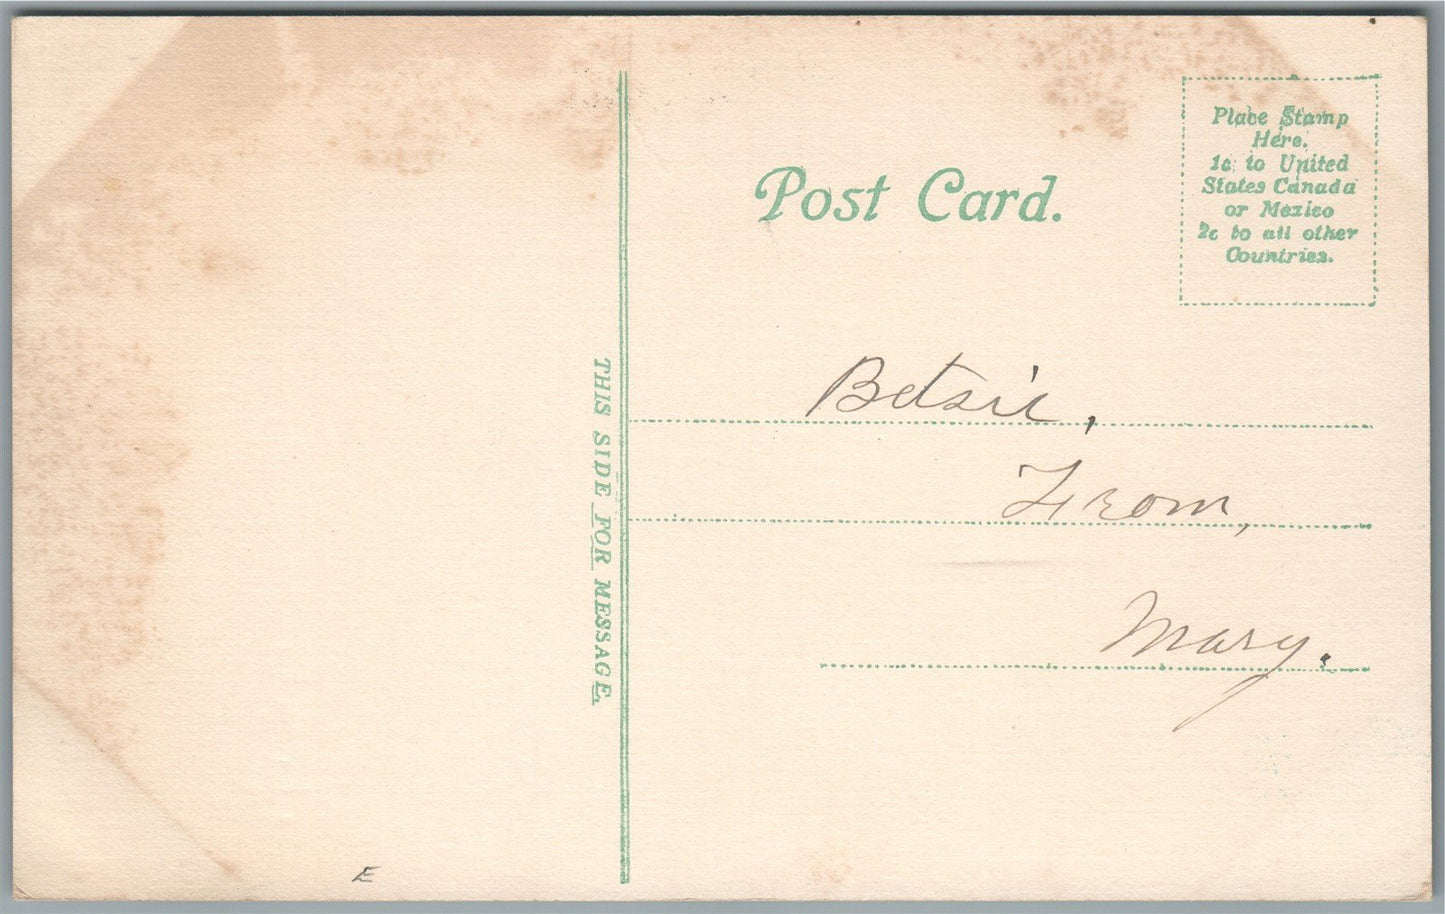 Post Card.
Place Stamp
Here.
1c to United
States Canada
or Mexico
2c to all other
Countries.
THIS SIDE FOR MESSAGE.
Betsie,
From,
Mary.
E